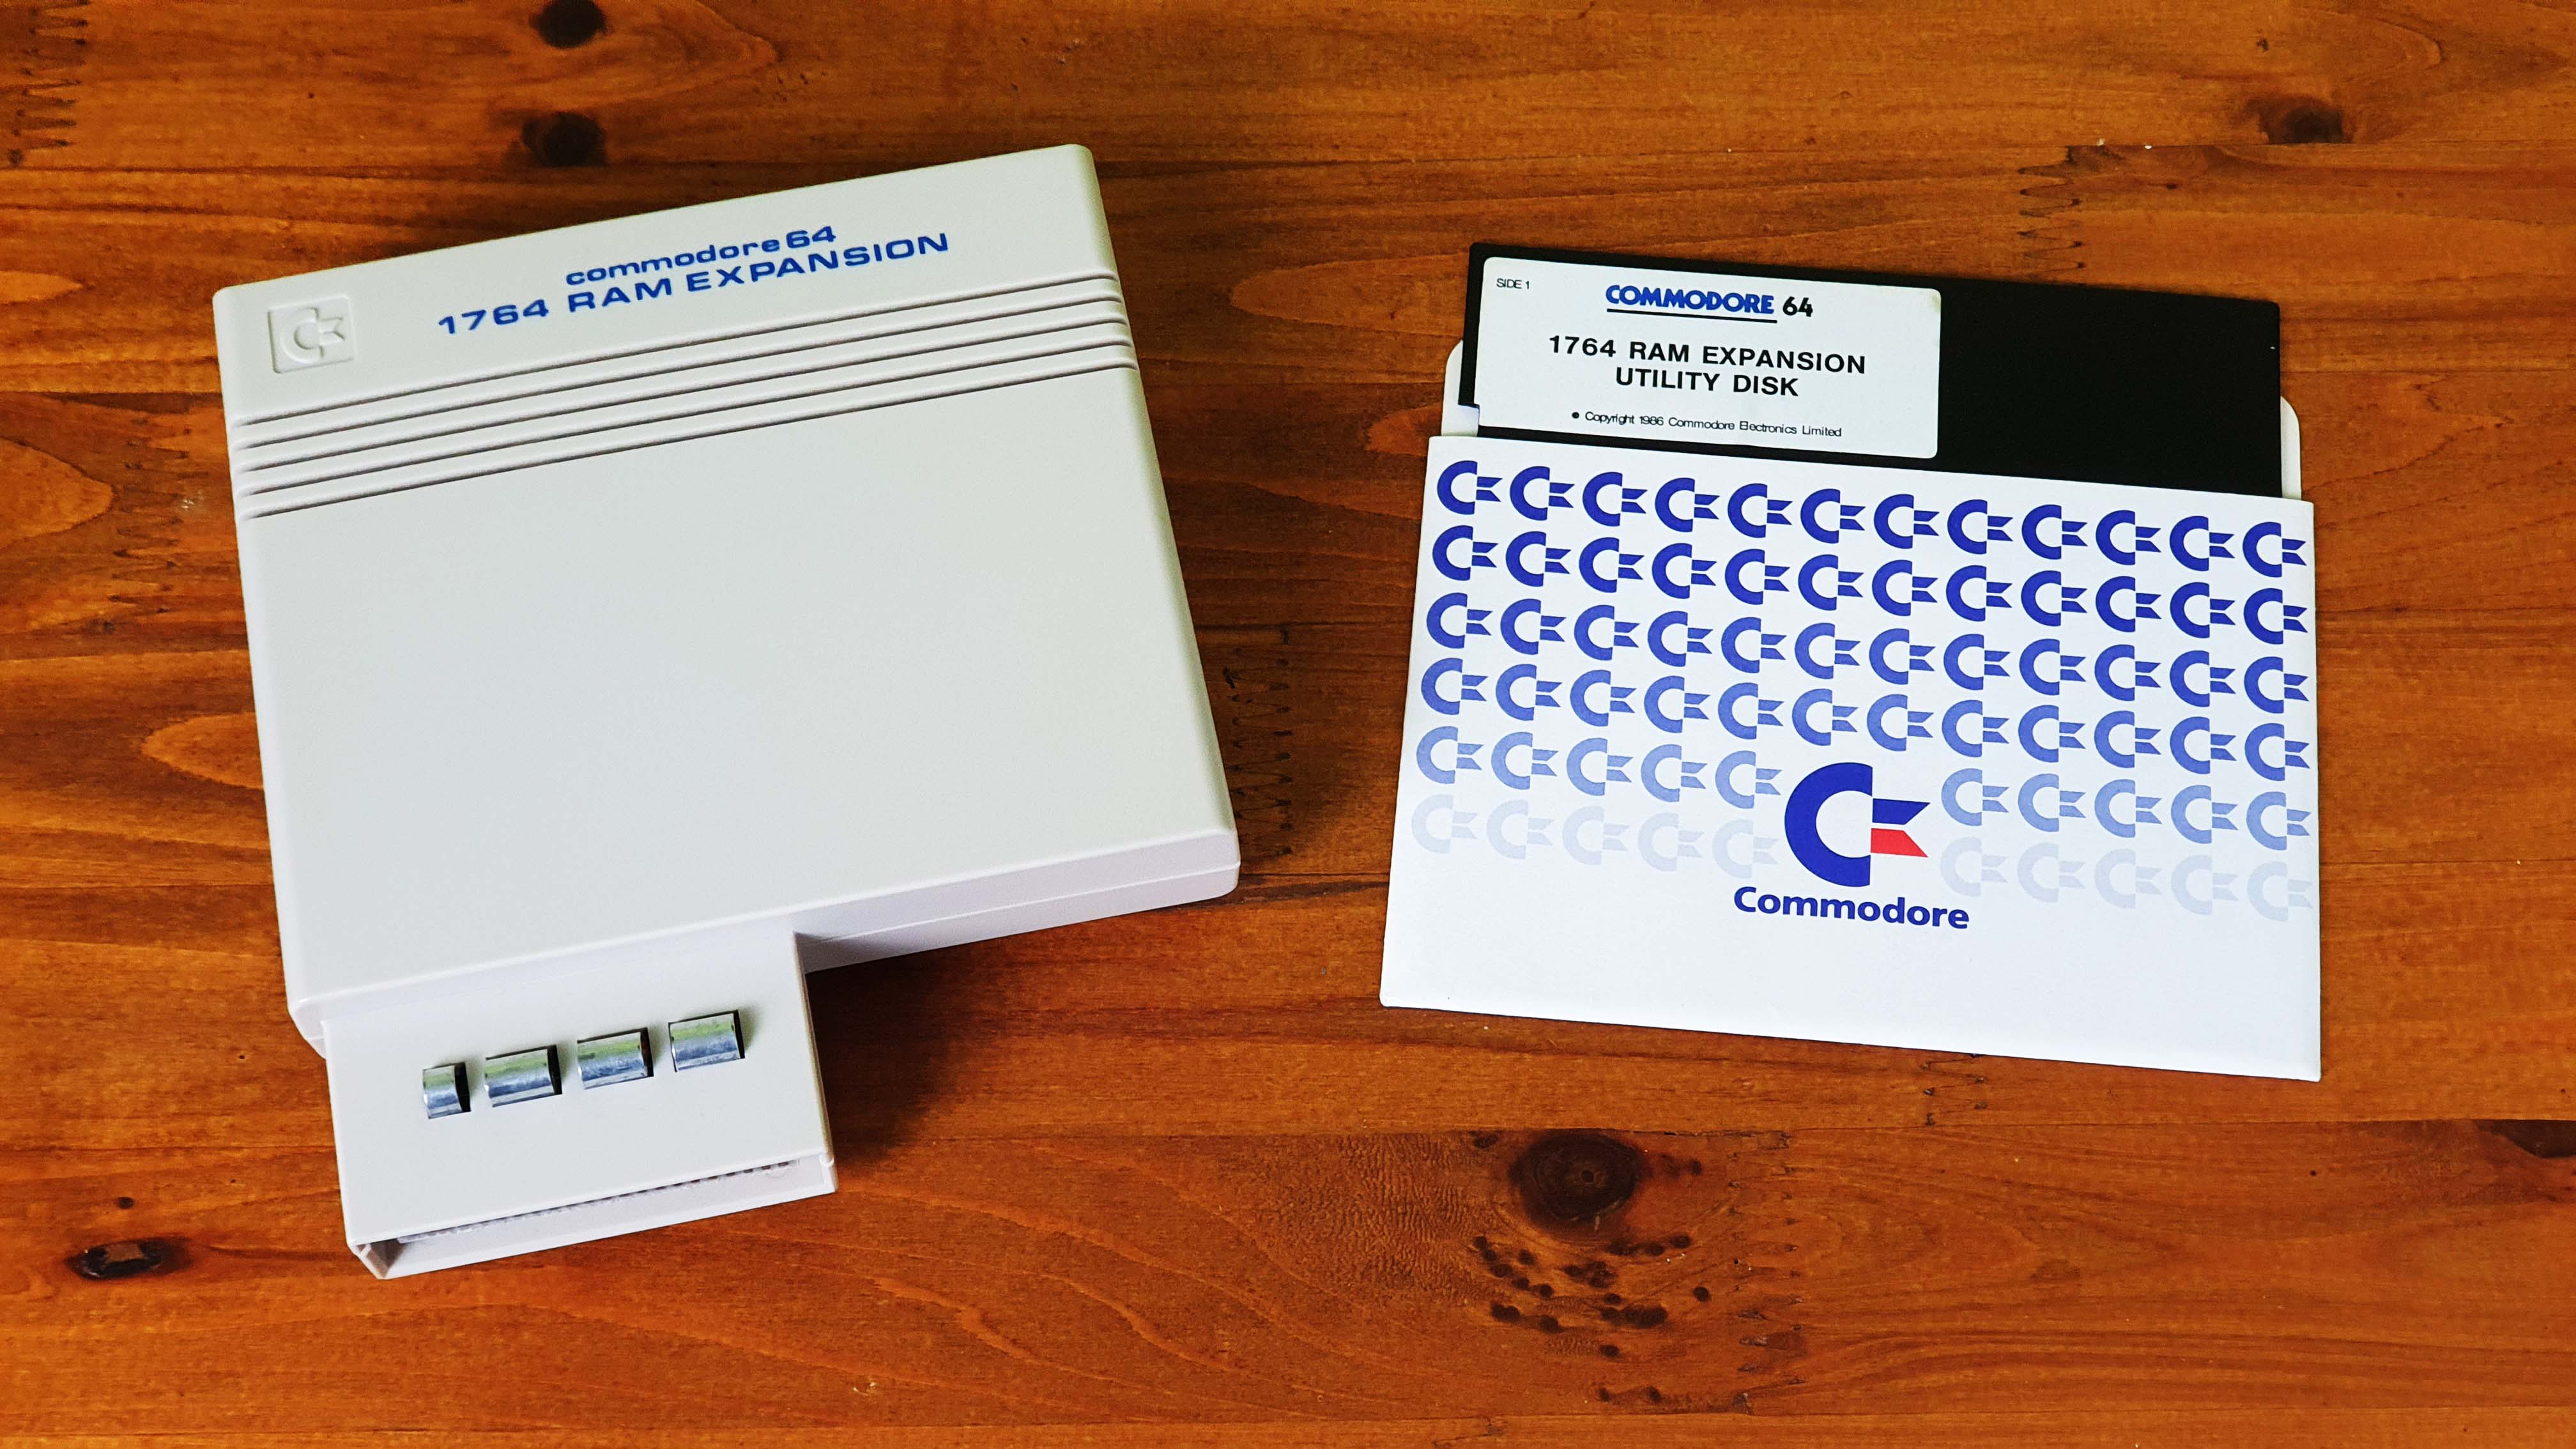 commodore 64
1764 RAM EXPANSION
SIDE 1
COMMODORE 64
1764 RAM EXPANSION
UTILITY DISK
● Copyright 1986 Commodore Electronics Limited
Commodore